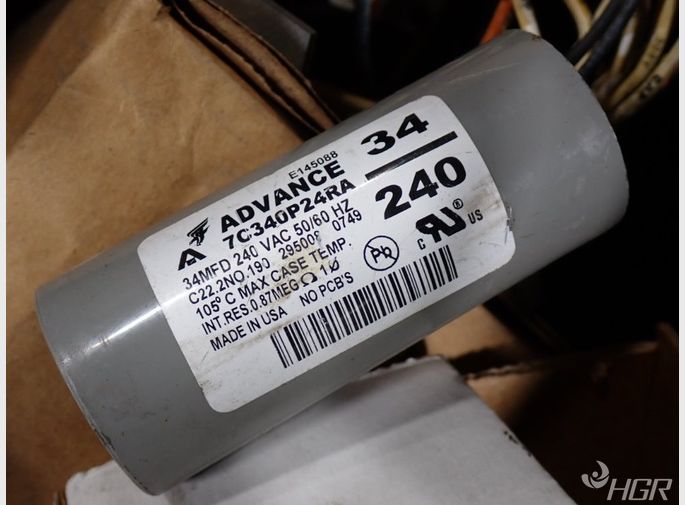 E145088
ADVANCE
7C340P24RA
34
240
34MFD 240 VAC 50/60 HZ
C22.2NO.190 295008 0749
105° C MAX CASE TEMP.
INT.RES.0.87MEG Ω 1Ø
MADE IN USA NO PCB'S
Pb
C RU US
HGR